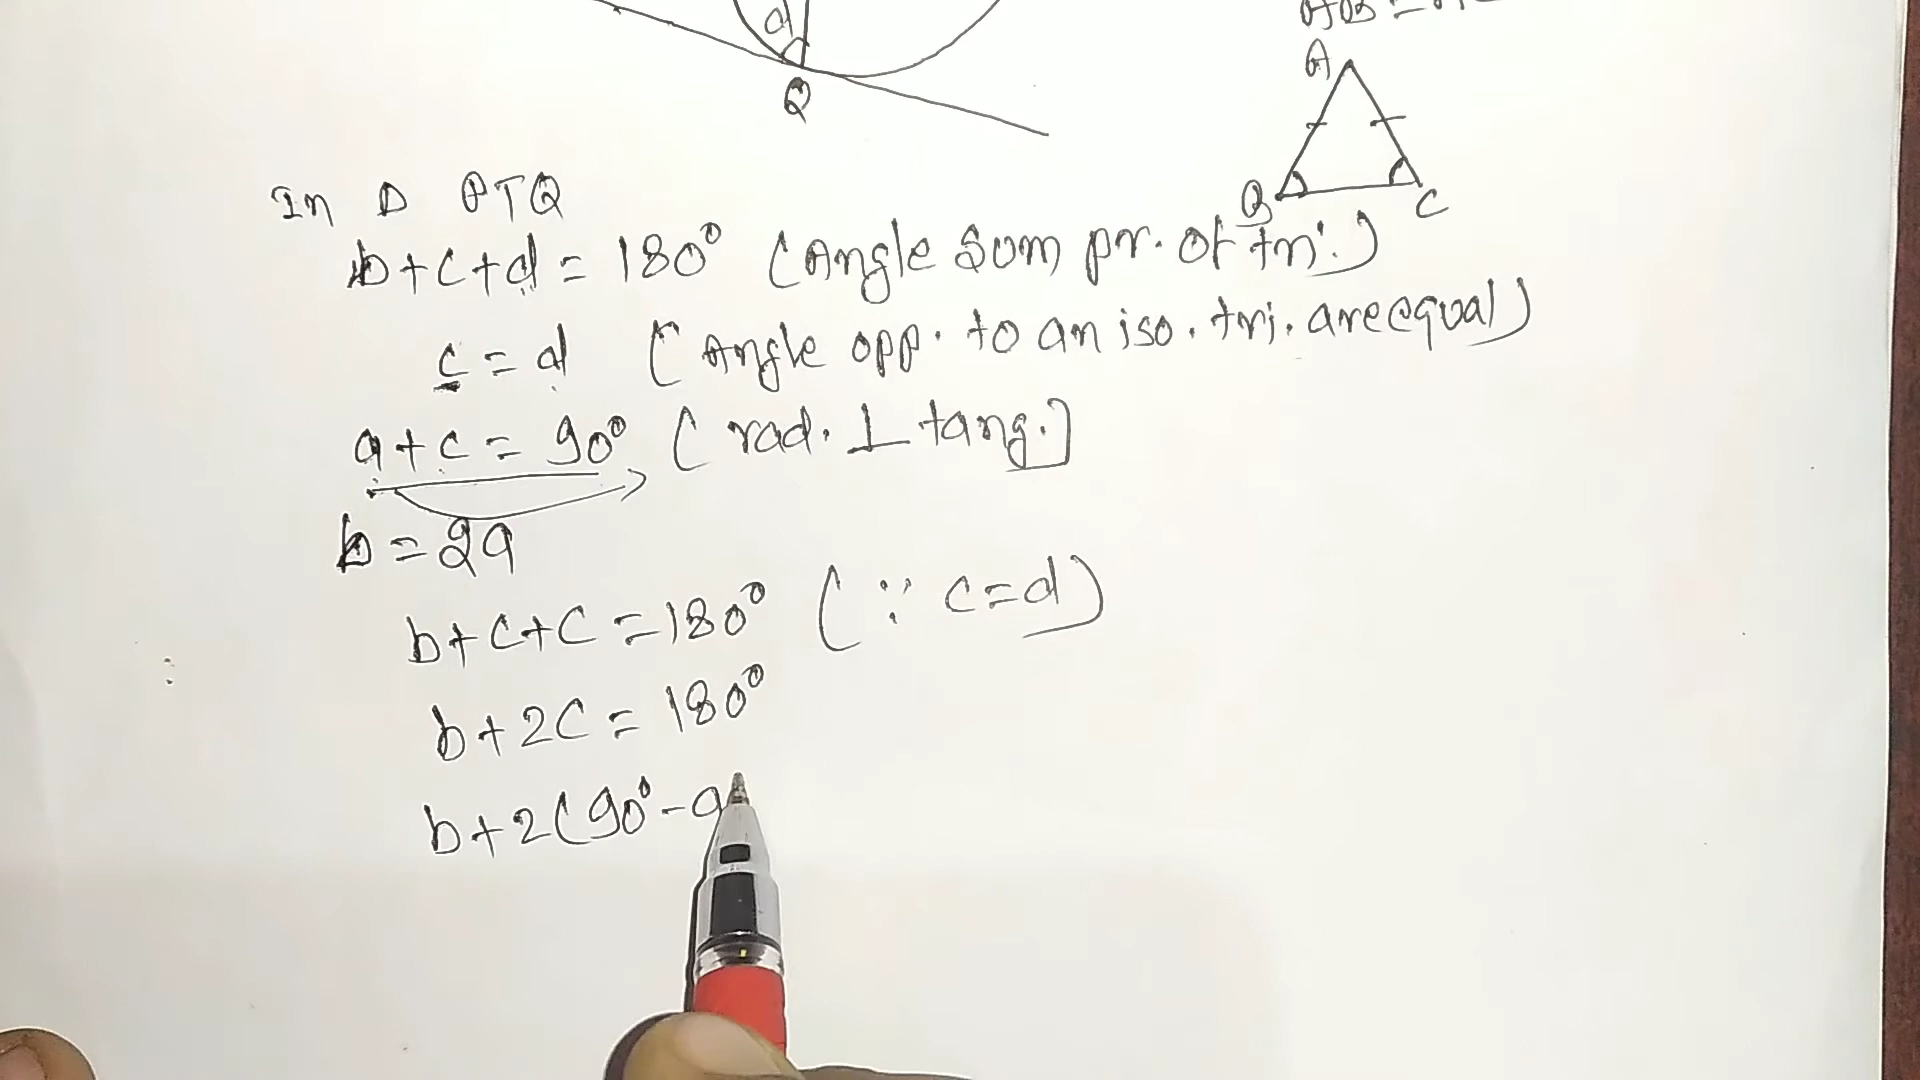 d
Q
A
B
C
In Δ PTQ
b+c+d = 180° (Angle Sum pr. of tri.)
c = d (Angle opp. to an iso. tri. are equal)
a+c = 90° ( rad. ⊥ tang.]
b = 2a
b+c+c = 180° (∵ c=d)
b+2c = 180°
b+2(90°-a